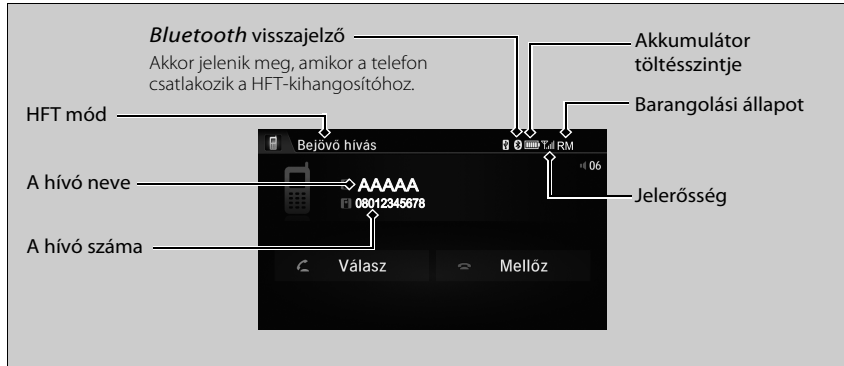 Bluetooth visszajelző
Akkor jelenik meg, amikor a telefon
csatlakozik a HFT-kihangosítóhoz.
Akkumulátor
töltésszintje
HFT mód
Barangolási állapot
Bejövő hívás
RM
06
A hívó neve
AAAAA
08012345678
Jelerősség
A hívó száma
Válasz
Mellőz